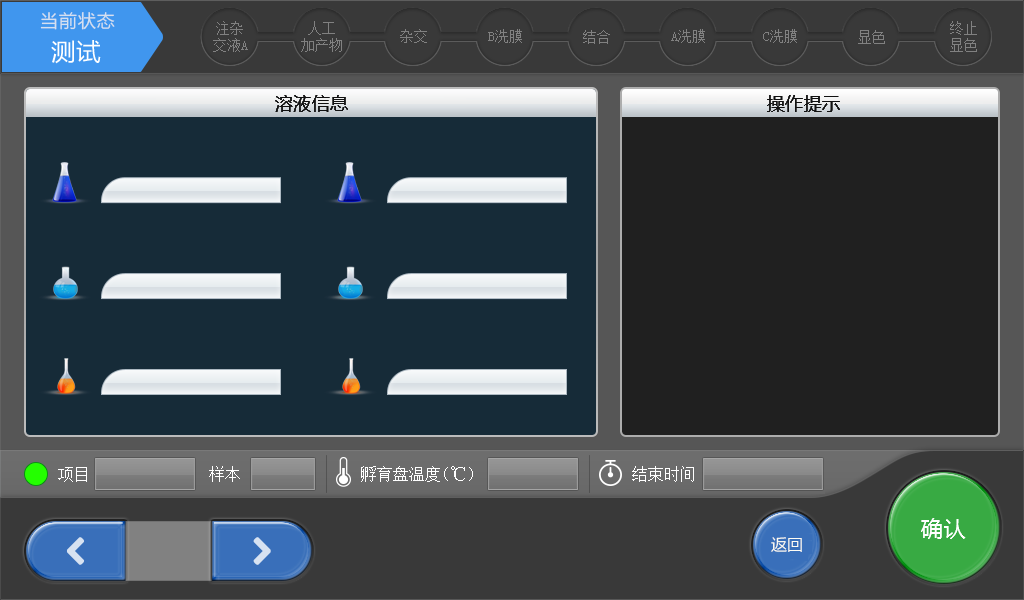 当前状态
测试
注杂
交液A
人工
加产物
杂交
B洗膜
结合
A洗膜
C洗膜
显色
终止
显色
溶液信息
操作提示
项目
样本
孵育盘温度(℃)
结束时间
返回
确认